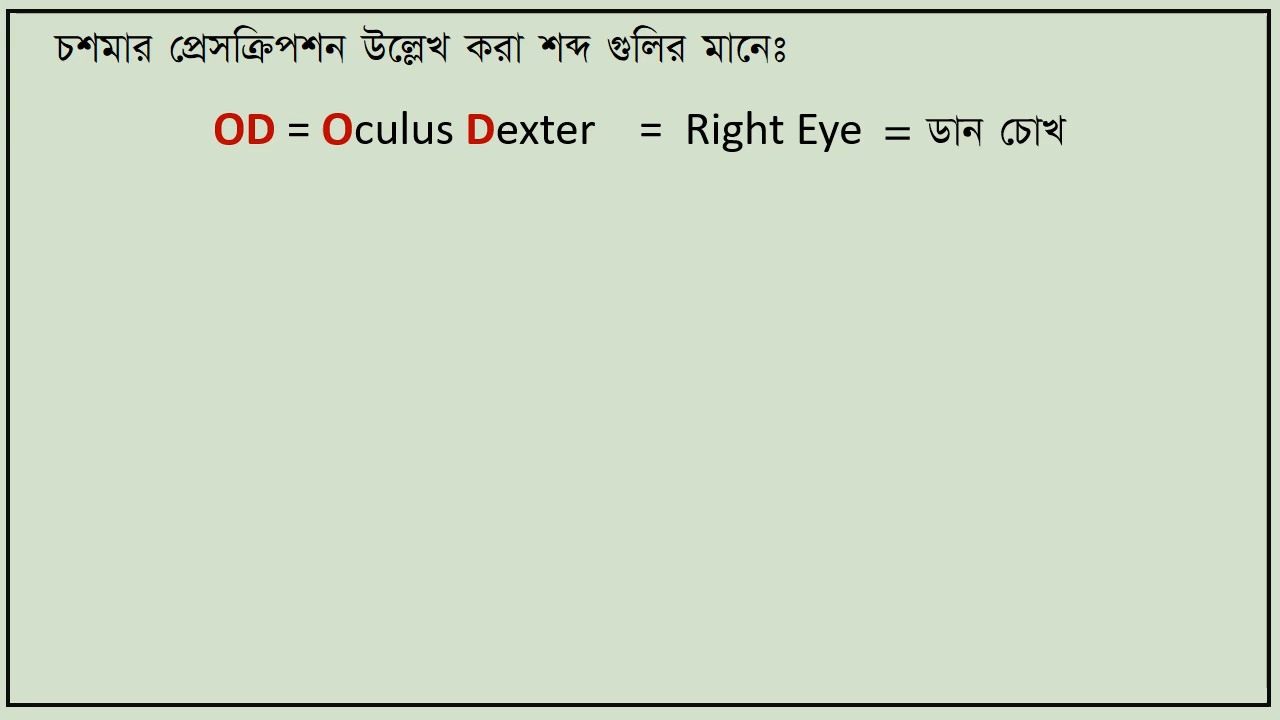 চশমার প্রেসক্রিপশন উল্লেখ করা শব্দ গুলির মানেঃ
OD = Oculus Dexter = Right Eye = ডান চোখ